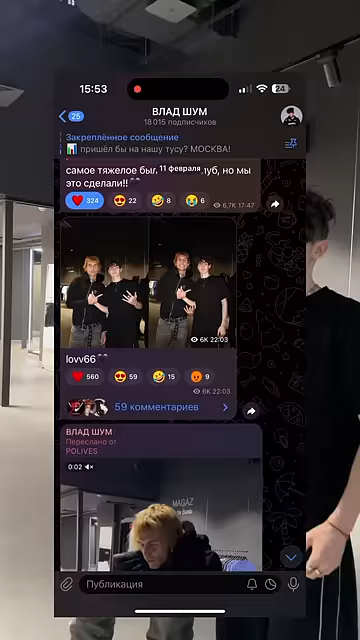 15:53
24
25
ВЛАД ШУМ
18 015 подписчиков
Закреплённое сообщение
📊 пришёл бы на нашу тусу? МОСКВА!
самое тяжелое был, 11 февраля луб, но мы
это сделали!!
324 22 8 6 6,7K 17:47
6K 22:03
lovv66
560 59 15 9
6K 22:03
59 комментариев
ВЛАД ШУМ
Переслано от
POLIVES
0:02
MAGAZ
Публикация